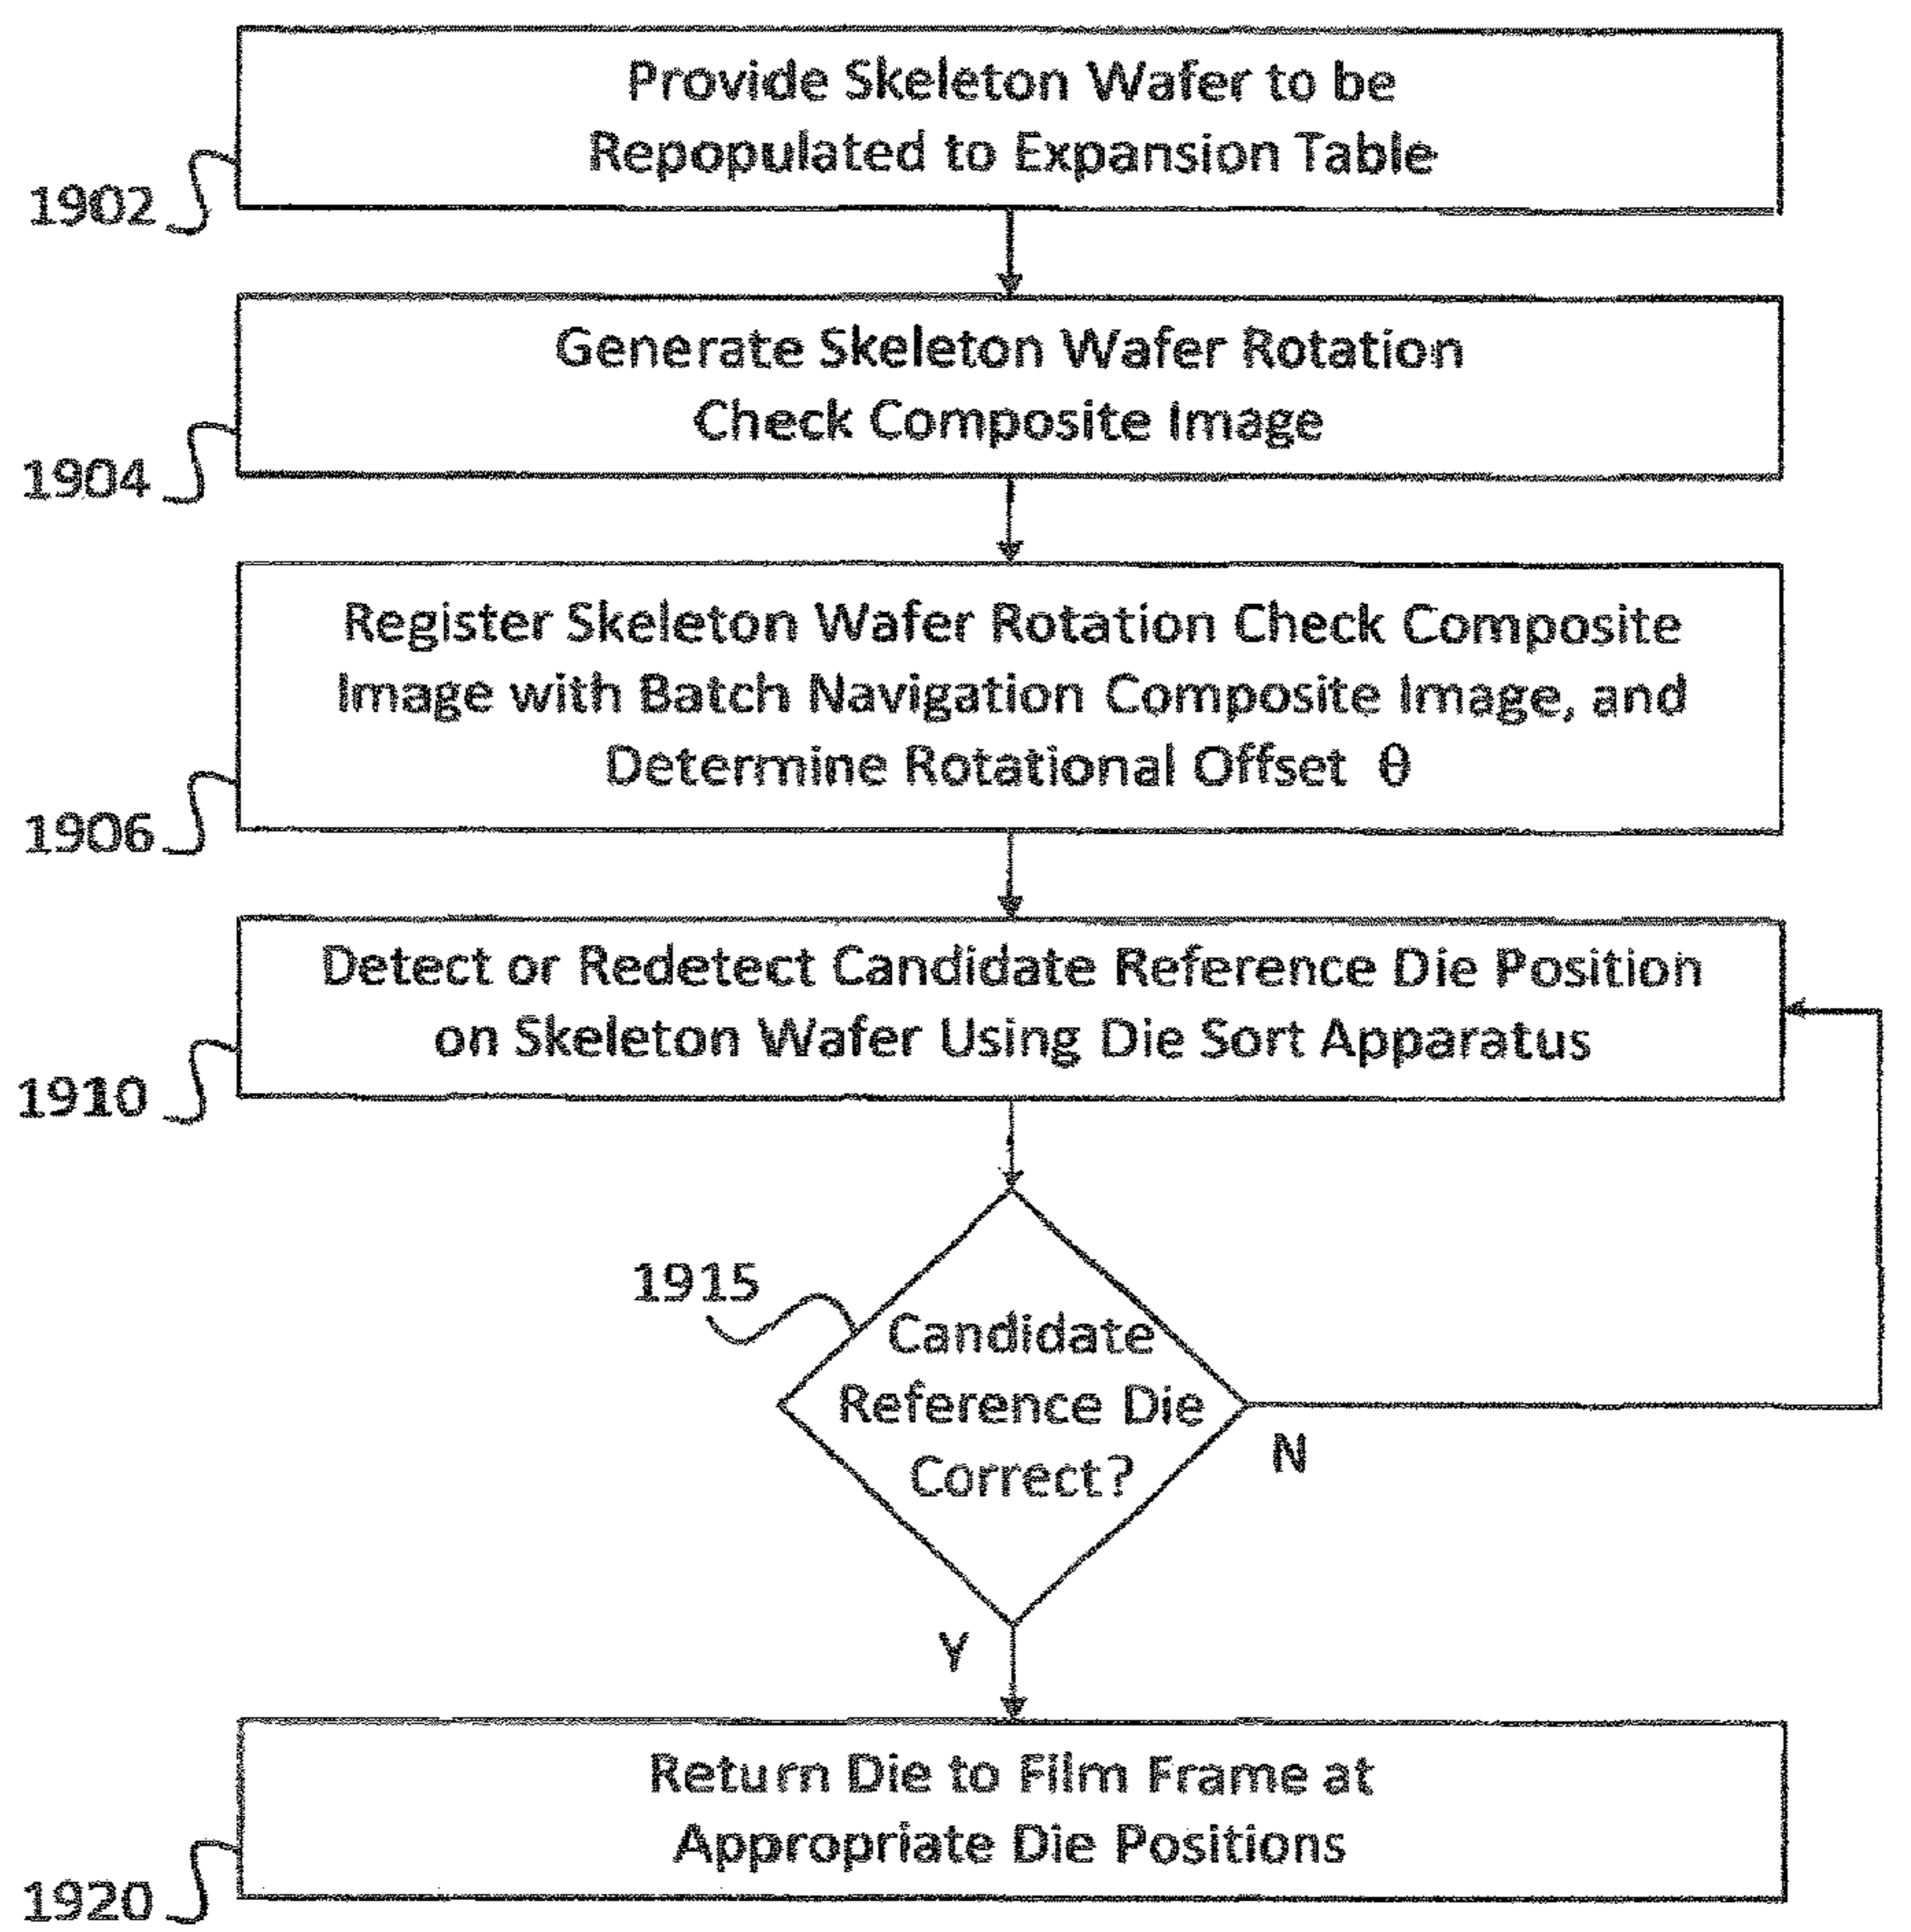 Provide Skeleton Wafer to be
Repopulated to Expansion Table
1902
Generate Skeleton Wafer Rotation
Check Composite Image
1904
Register Skeleton Wafer Rotation Check Composite
Image with Batch Navigation Composite Image, and
Determine Rotational Offset θ
1906
Detect or Redetect Candidate Reference Die Position
on Skeleton Wafer Using Die Sort Apparatus
1910
1915
Candidate
Reference Die
Correct?
N
Y
Return Die to Film Frame at
Appropriate Die Positions
1920